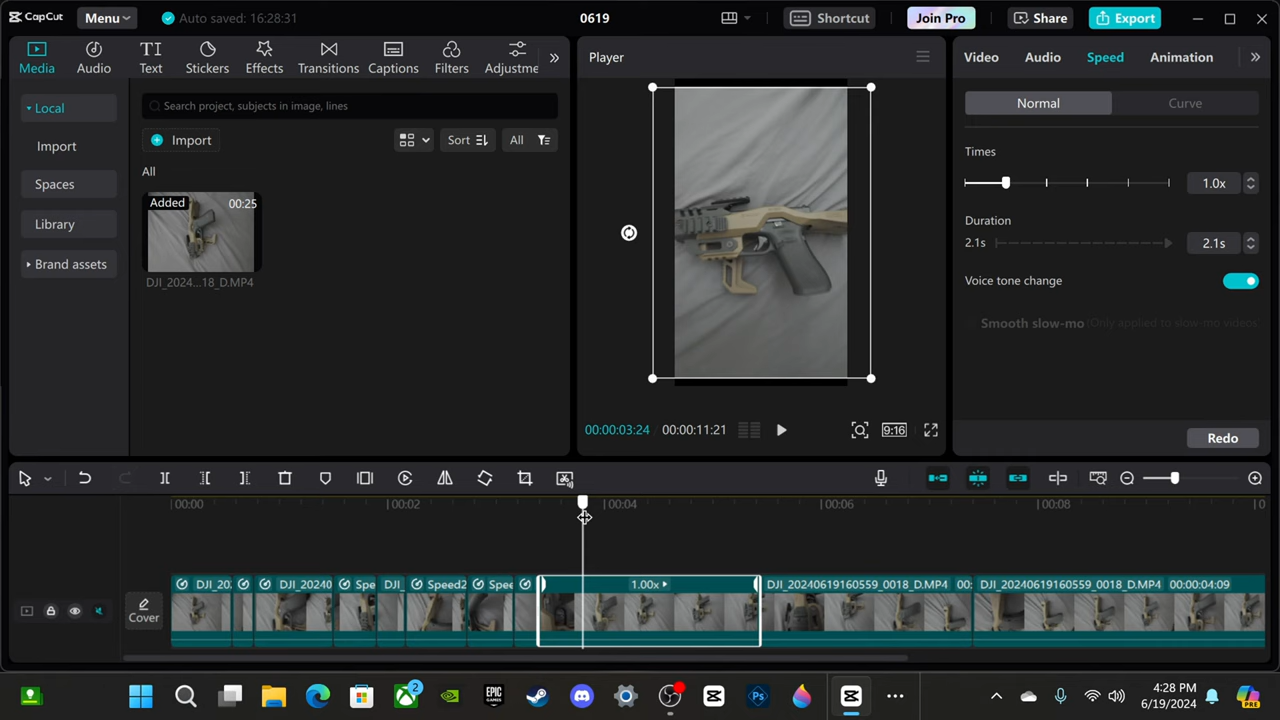 CapCut
Menu
Auto saved: 16:28:31
0619
Shortcut
Join Pro
Share
Export
Media
Audio
Text
Stickers
Effects
Transitions
Captions
Filters
Adjustme
Player
Video
Audio
Speed
Animation
Local
Import
Spaces
Library
Brand assets
Search project, subjects in image, lines
Import
Sort
All
All
Added
00:25
DJI_2024...18_D.MP4
00:00:03:24
00:00:11:21
9:16
Normal
Curve
Times
1.0x
Duration
2.1s
2.1s
Voice tone change
Smooth slow-mo (Only applied to slow-mo videos
Redo
00:00
00:02
00:04
00:06
00:08
0
Cover
DJI_20
DJI_20240
Spe
DJI_
Speed2
Spee
1.00x
DJI_20240619160559_0018_D.MP4 00:
DJI_20240619160559_0018_D.MP4 00:00:04:09
2
EPIC
GAMES
Ps
4:28 PM
6/19/2024
PRE